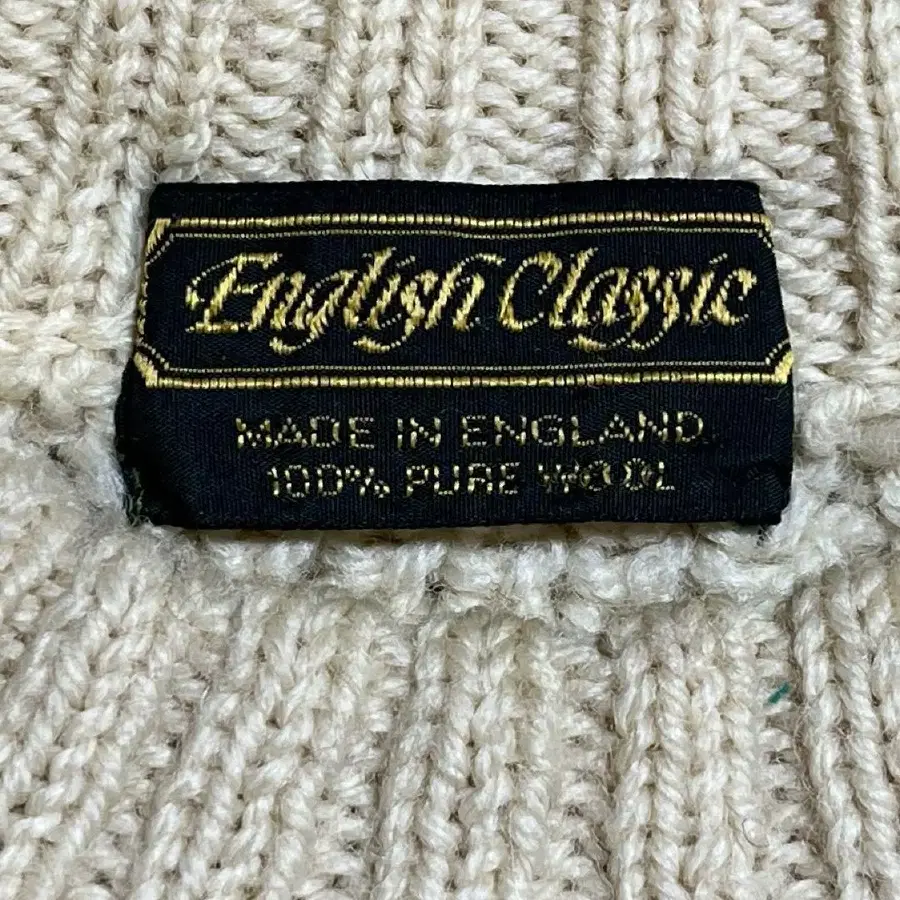 English Classic
MADE IN ENGLAND.
100% PURE WOOL